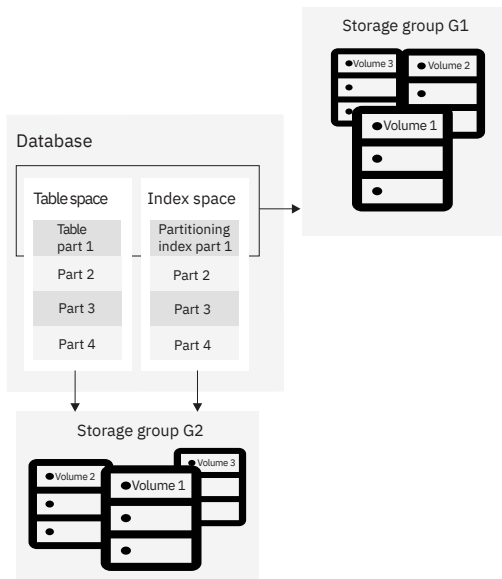 Storage group G1
Volume 3
Volume 2
Volume 1
Database
Table space
Index space
Table
part 1
Partitioning
index part 1
Part 2
Part 2
Part 3
Part 3
Part 4
Part 4
Storage group G2
Volume 2
Volume 1
Volume 3